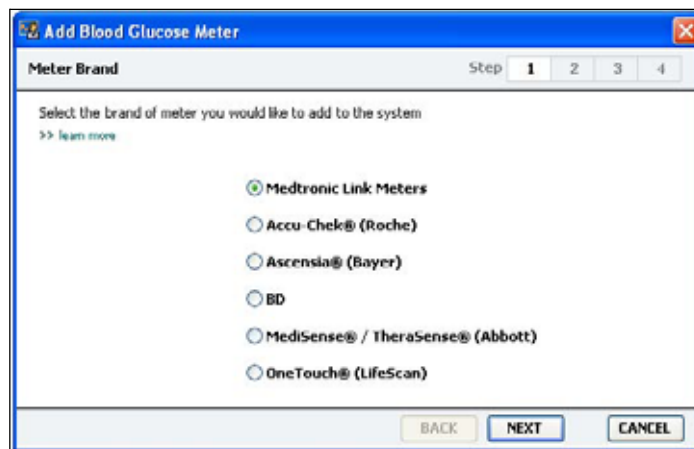 Add Blood Glucose Meter
Meter Brand Step 1 2 3 4
Select the brand of meter you would like to add to the system
>> learn more
Medtronic Link Meters
Accu-Chek® (Roche)
Ascensia® (Bayer)
BD
MediSense® / TheraSense® (Abbott)
OneTouch® (LifeScan)
BACK NEXT CANCEL